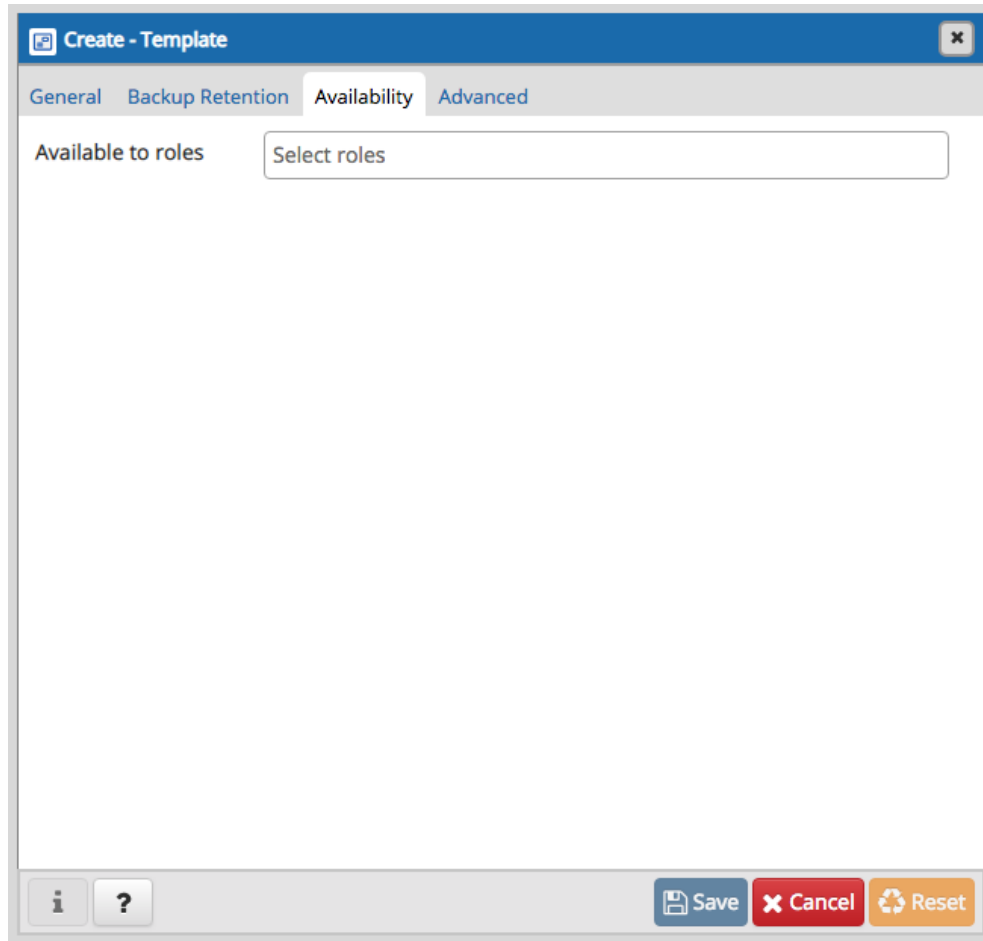 Create - Template
General Backup Retention Availability Advanced
Available to roles Select roles
i ? Save Cancel Reset